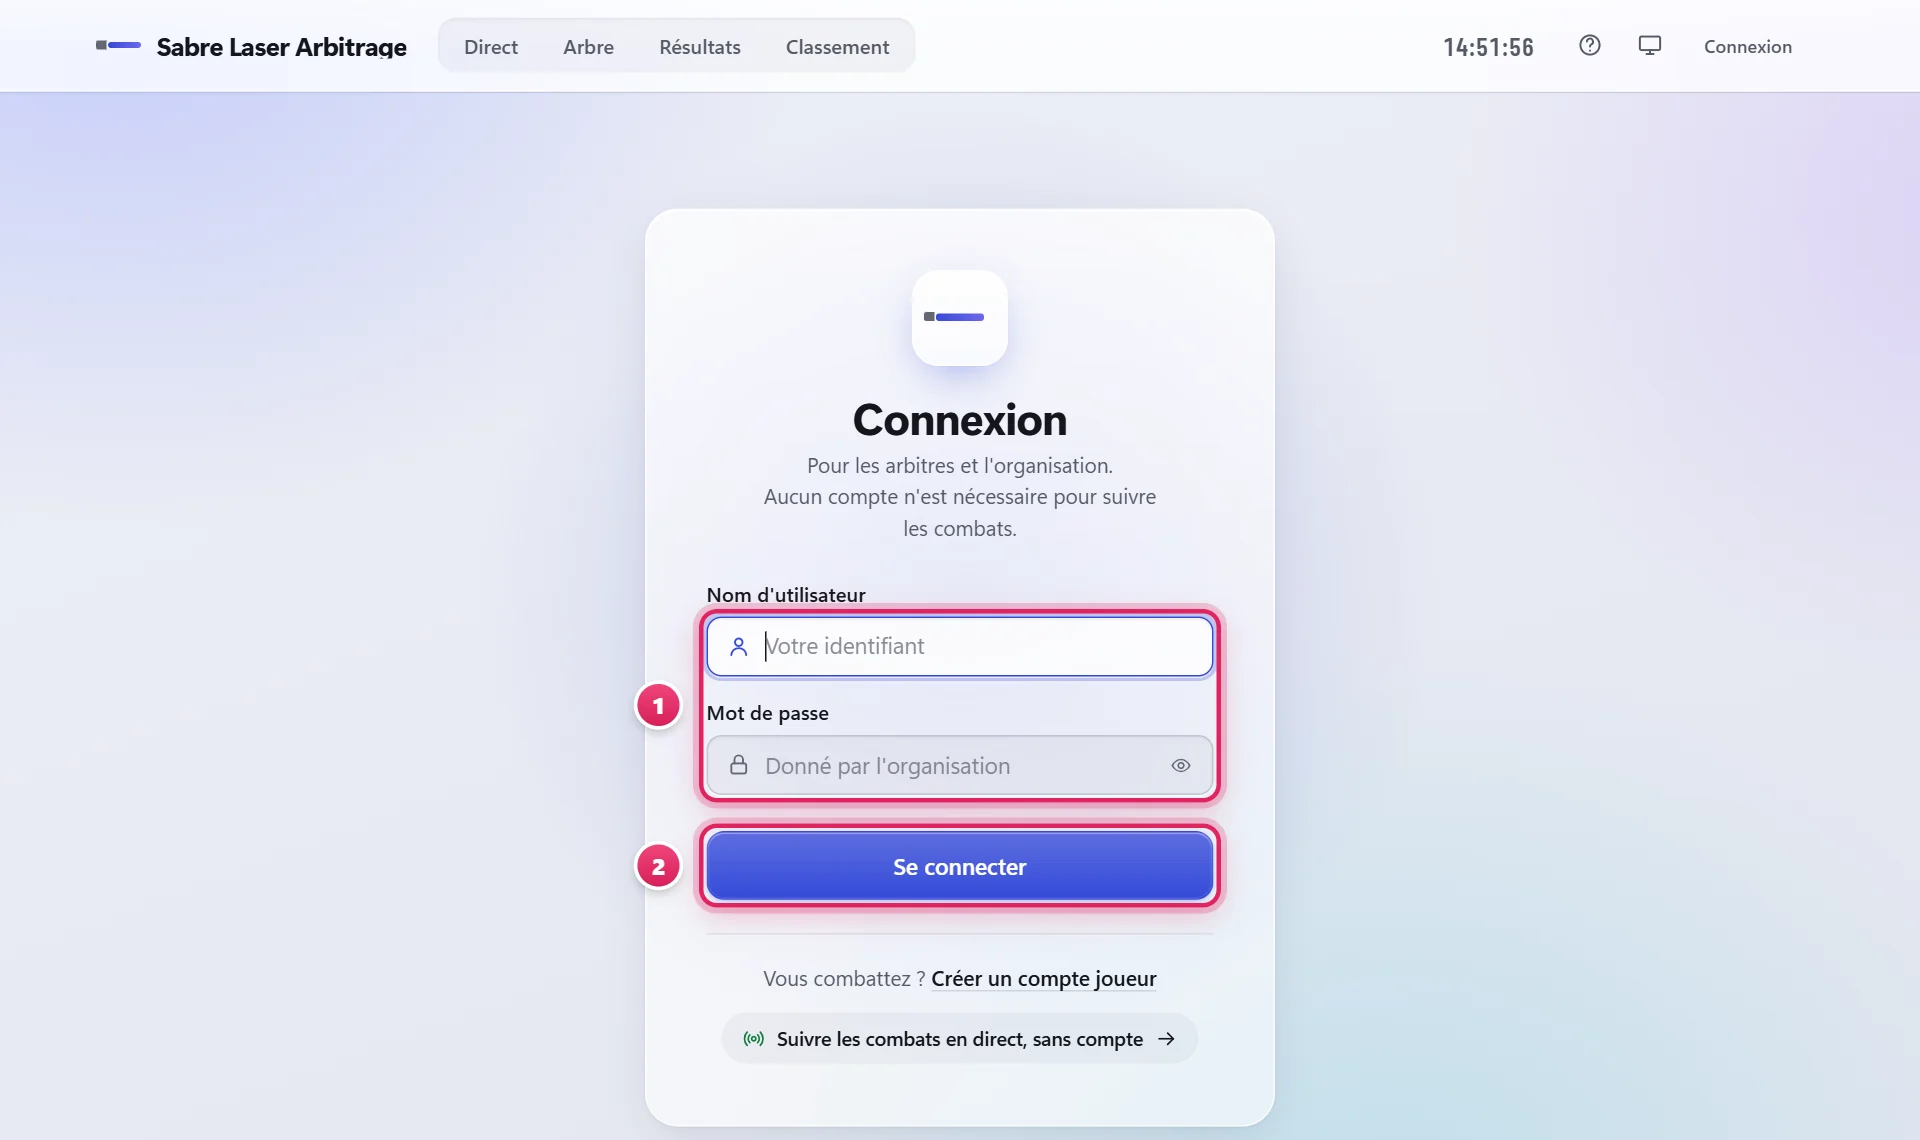 Sabre Laser Arbitrage
Direct
Arbre
Résultats
Classement
14:51:56
Connexion
Connexion
Pour les arbitres et l'organisation.
Aucun compte n'est nécessaire pour suivre
les combats.
Nom d'utilisateur
Votre identifiant
1
Mot de passe
Donné par l'organisation
2
Se connecter
Vous combattez ? Créer un compte joueur
Suivre les combats en direct, sans compte →